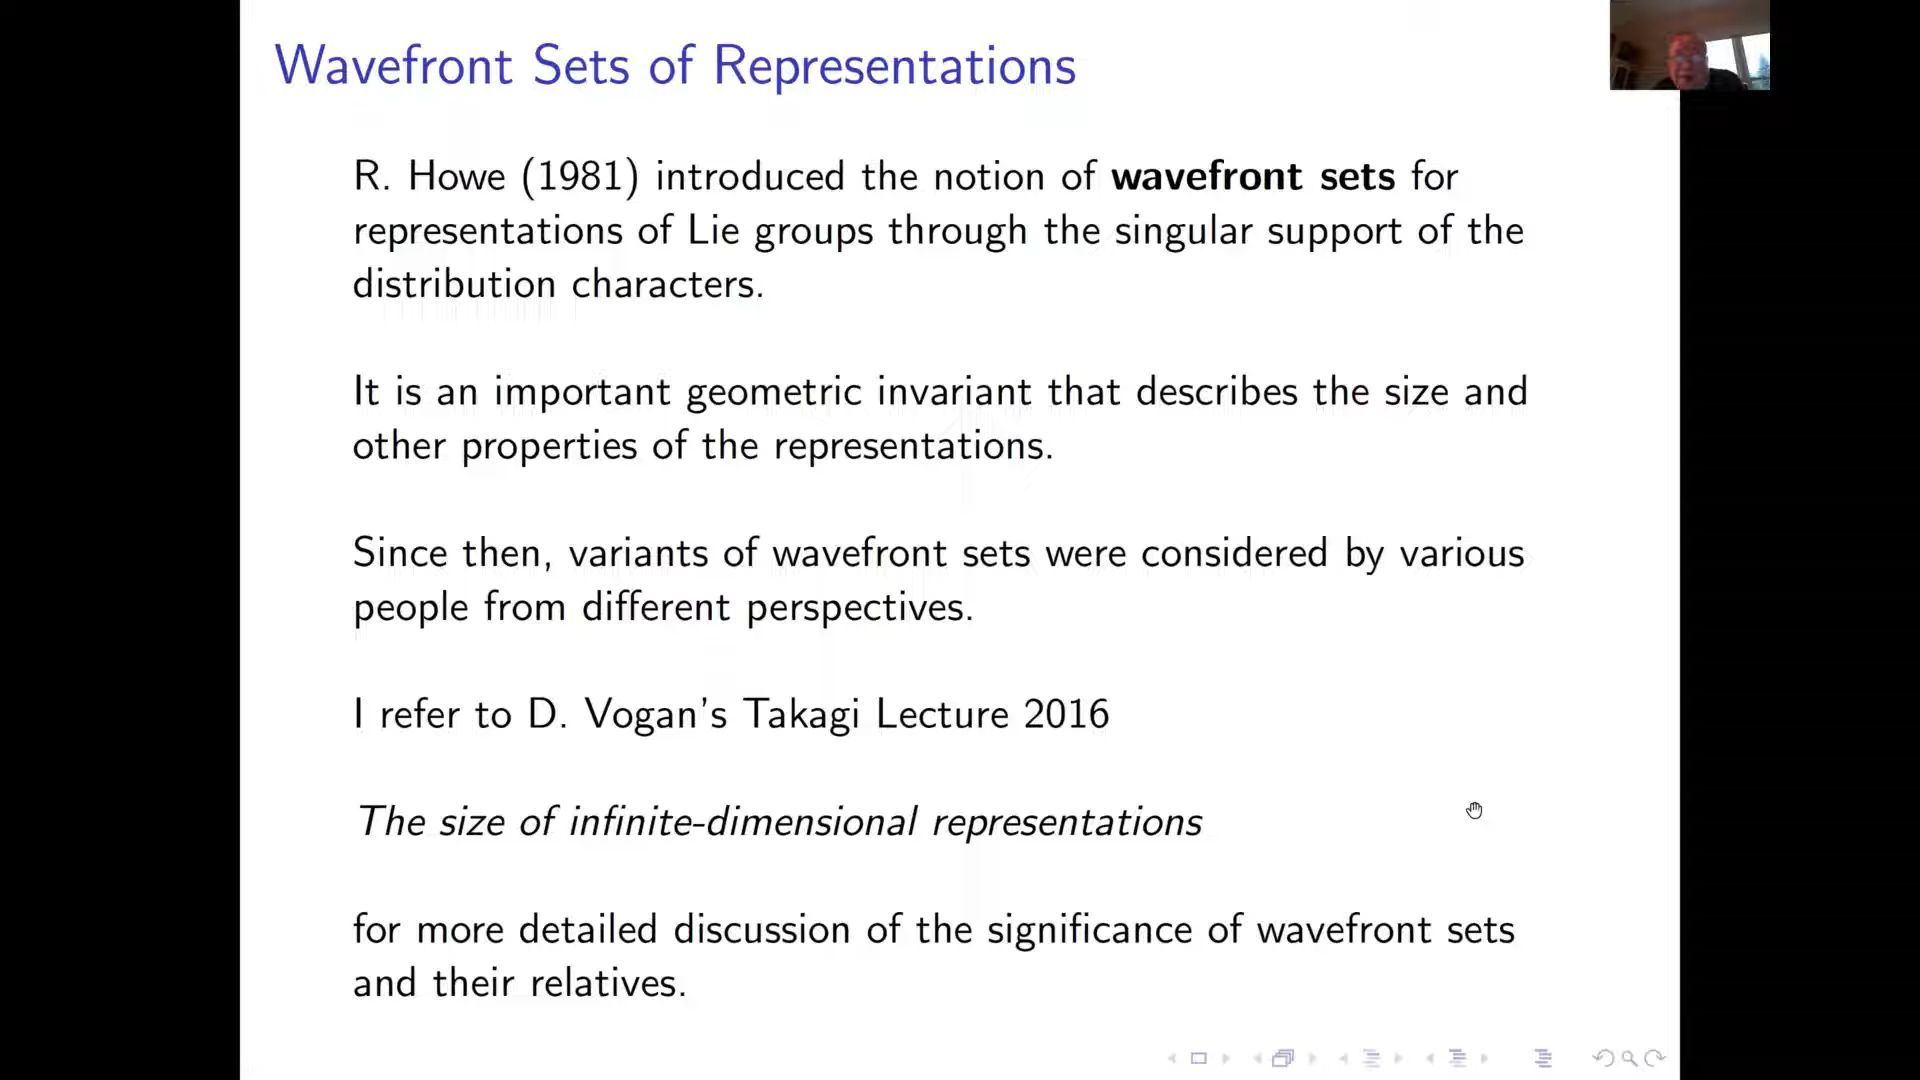 Wavefront Sets of Representations
R. Howe (1981) introduced the notion of wavefront sets for
representations of Lie groups through the singular support of the
distribution characters.
It is an important geometric invariant that describes the size and
other properties of the representations.
Since then, variants of wavefront sets were considered by various
people from different perspectives.
I refer to D. Vogan's Takagi Lecture 2016
The size of infinite-dimensional representations
for more detailed discussion of the significance of wavefront sets
and their relatives.